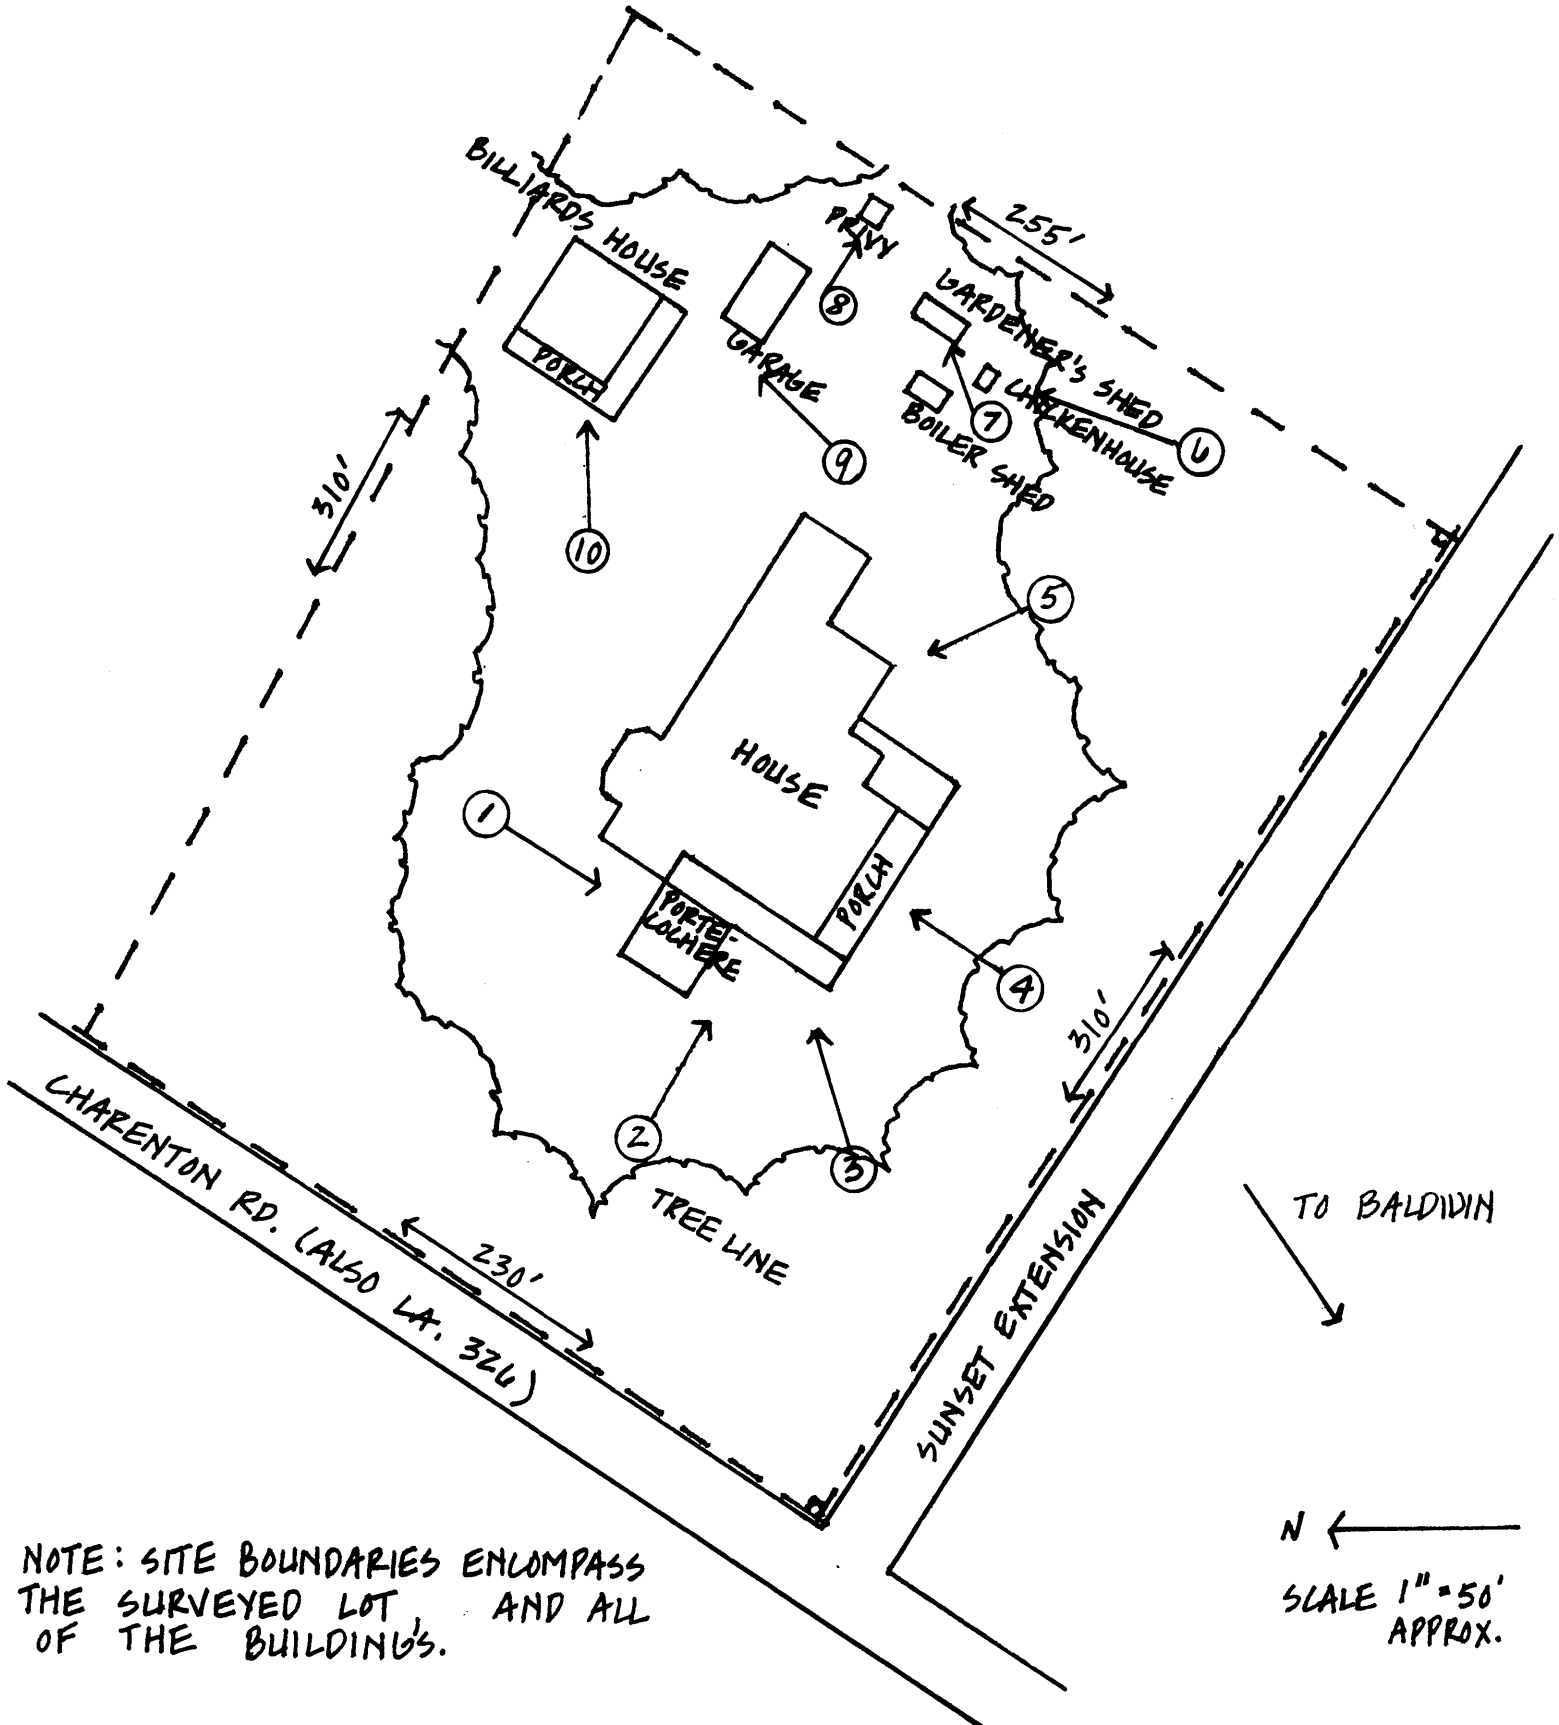 BILLIARDS HOUSE
PORCH
GARAGE
PRIVY
8
255'
GARDENER'S SHED
CHICKENHOUSE
BOILER SHED
7
6
9
10
310'
5
HOUSE
1
PORTE-
COCHERE
PORCH
4
310'
2
3
TREE LINE
230'
CHARENTON RD. (ALSO LA. 326)
SUNSET EXTENSION
TO BALDWIN
N
SCALE 1"=50'
APPROX.
NOTE: SITE BOUNDARIES ENCOMPASS
THE SURVEYED LOT, AND ALL
OF THE BUILDINGS.